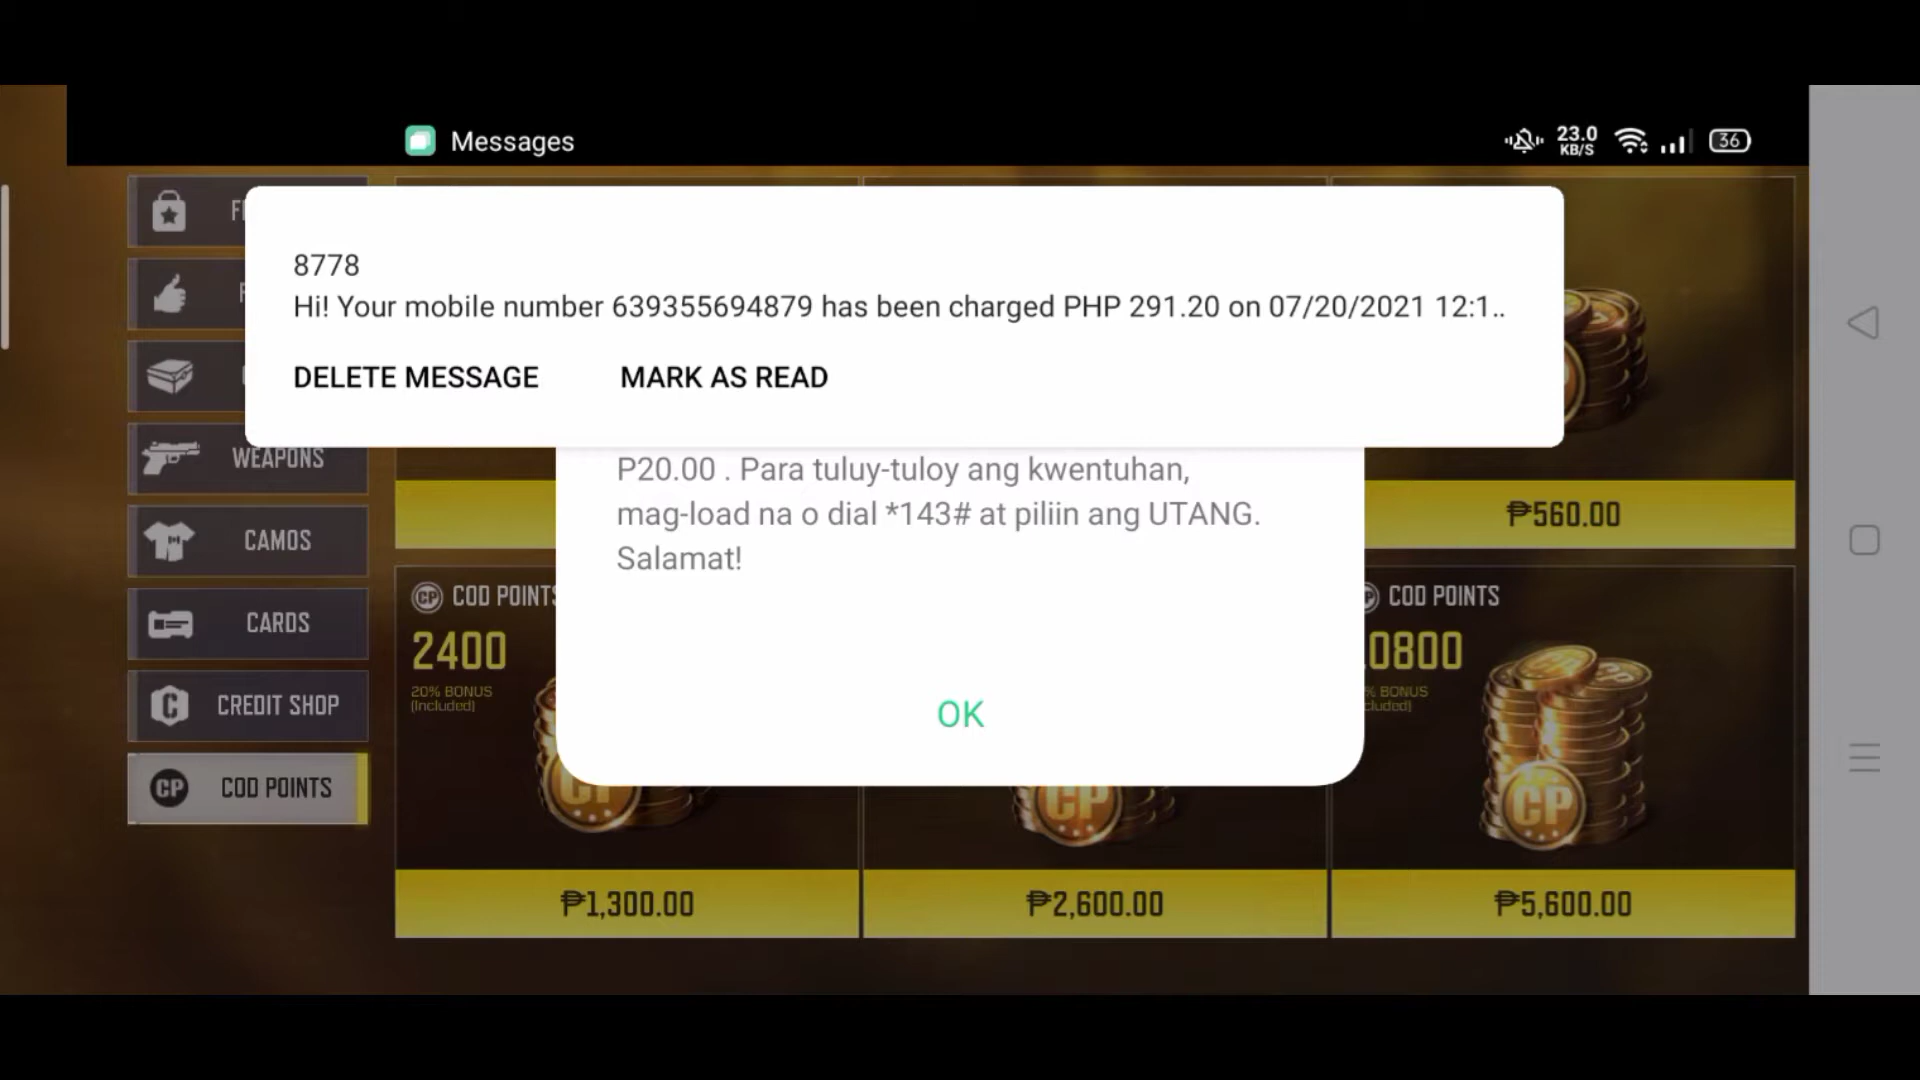 Messages
23.0
KB/S
36
8778
Hi! Your mobile number 639355694879 has been charged PHP 291.20 on 07/20/2021 12:1..
DELETE MESSAGE
MARK AS READ
P20.00 . Para tuluy-tuloy ang kwentuhan,
mag-load na o dial *143# at piliin ang UTANG.
Salamat!
OK
WEAPONS
CAMOS
CARDS
CREDIT SHOP
CP COD POINTS
₱560.00
CP COD POINTS
2400
20% BONUS
(Included)
₱1,300.00
CP
₱2,600.00
COD POINTS
0800
% BONUS
CP
₱5,600.00